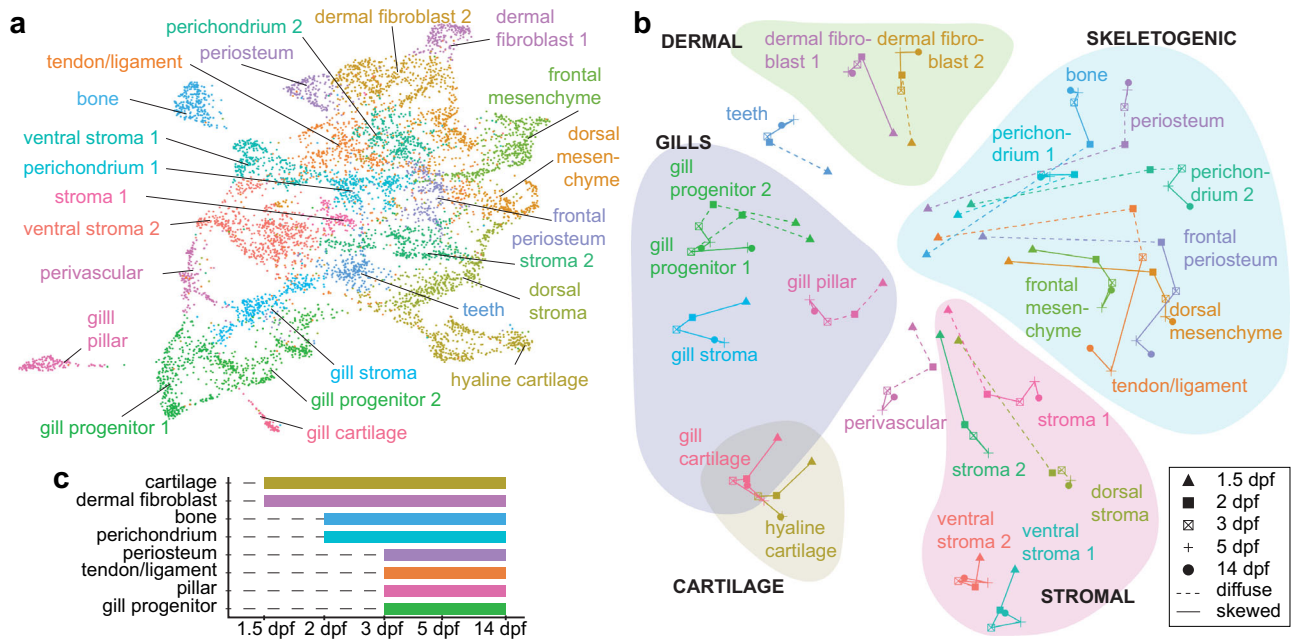 a
perichondrium 2
dermal fibroblast 2
dermal
fibroblast 1
periosteum
tendon/ligament
bone
frontal
mesenchyme
ventral stroma 1
dorsal
mesen-
chyme
perichondrium 1
stroma 1
ventral stroma 2
frontal
periosteum
perivascular
stroma 2
dorsal
stroma
teeth
gilll
pillar
gill stroma
hyaline cartilage
gill progenitor 2
gill progenitor 1
gill cartilage
b
DERMAL
dermal fibro-
blast 1
dermal fibro-
blast 2
SKELETOGENIC
bone
periosteum
teeth
perichon-
drium 1
GILLS
gill
progenitor 2
perichon-
drium 2
gill
progenitor 1
frontal
periosteum
gill pillar
frontal
mesen-
chyme
dorsal
mesenchyme
gill stroma
tendon/ligament
perivascular
stroma 1
gill
cartilage
stroma 2
dorsal
stroma
hyaline
cartilage
ventral
stroma 2
ventral
stroma 1
CARTILAGE
STROMAL
1.5 dpf
2 dpf
3 dpf
5 dpf
14 dpf
diffuse
skewed
c
cartilage
dermal fibroblast
bone
perichondrium
periosteum
tendon/ligament
pillar
gill progenitor
1.5 dpf 2 dpf 3 dpf 5 dpf 14 dpf